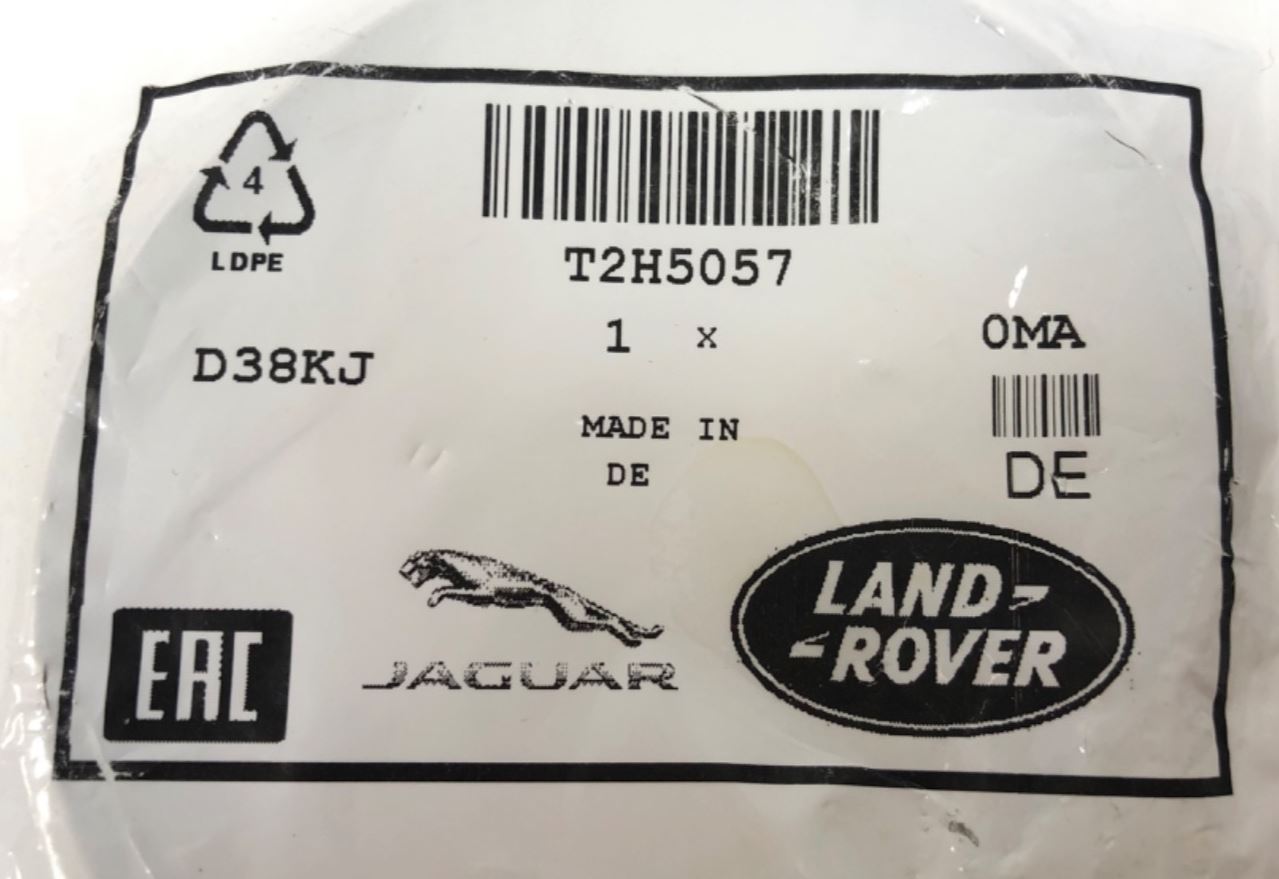 4
LDPE
T2H5057
1 x
0MA
D38KJ
MADE IN
DE
DE
EAC
JAGUAR
LAND-
-ROVER